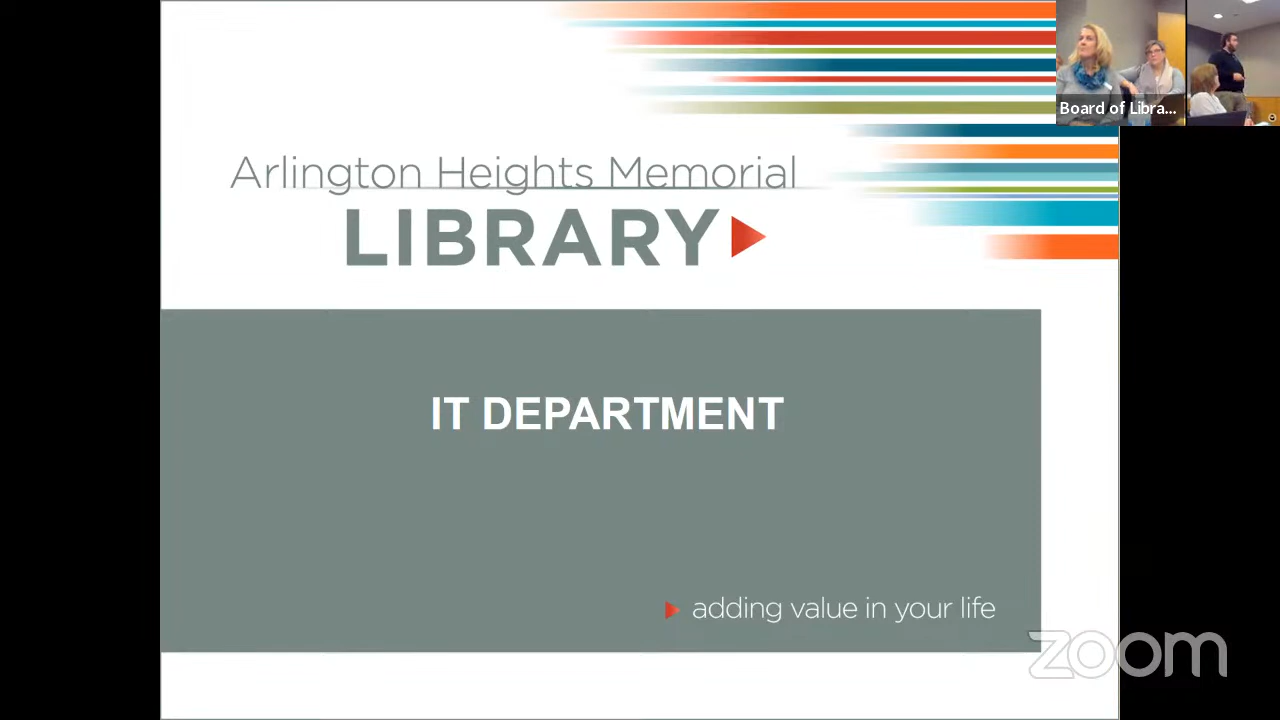 Board of Libra...
Arlington Heights Memorial
LIBRARY
IT DEPARTMENT
adding value in your life
zoom